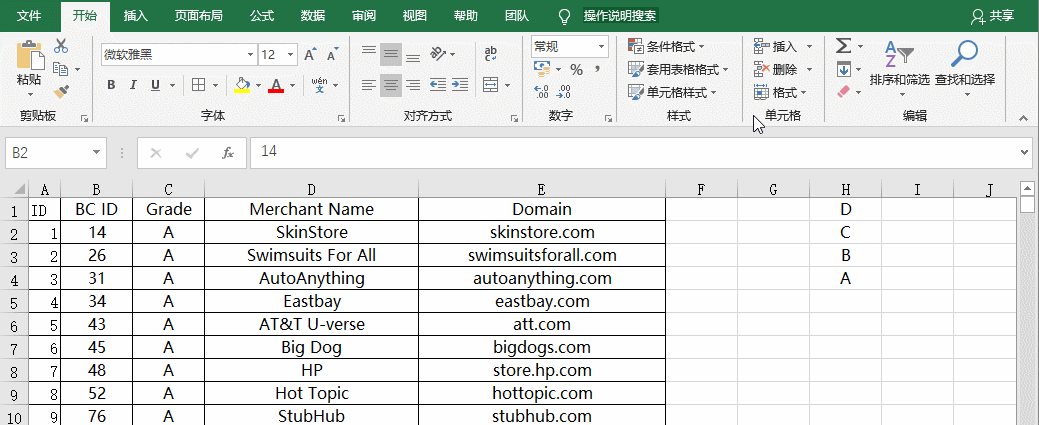 文件 开始 插入 页面布局 公式 数据 审阅 视图 帮助 团队 操作说明搜索 共享
粘贴 微软雅黑 12 A A ab c 常规 条件格式 插入 Σ A Z
B I U A wén 文 % , 套用表格格式 删除 排序和筛选 查找和选择
.00 .0 单元格样式 格式
剪贴板 字体 对齐方式 数字 样式 单元格 编辑
B2 fx 14
A B C D E F G H I J
1 ID BC ID Grade Merchant Name Domain D
2 1 14 A SkinStore skinstore.com C
3 2 26 A Swimsuits For All swimsuitsforall.com B
4 3 31 A AutoAnything autoanything.com A
5 4 34 A Eastbay eastbay.com
6 5 43 A AT&T U-verse att.com
7 6 45 A Big Dog bigdogs.com
8 7 48 A HP store.hp.com
9 8 52 A Hot Topic hottopic.com
10 9 76 A StubHub stubhub.com